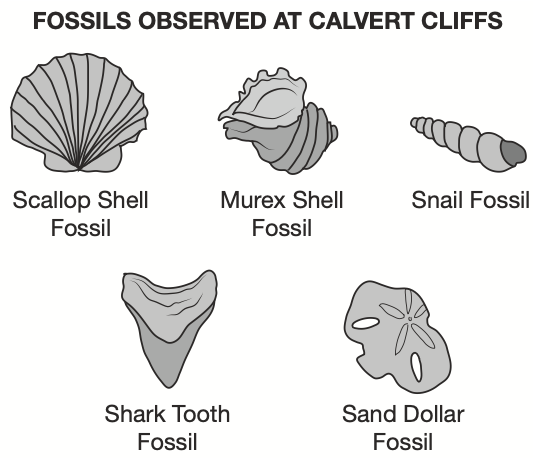 FOSSILS OBSERVED AT CALVERT CLIFFS
Scallop Shell
Fossil
Murex Shell
Fossil
Snail Fossil
Shark Tooth
Fossil
Sand Dollar
Fossil